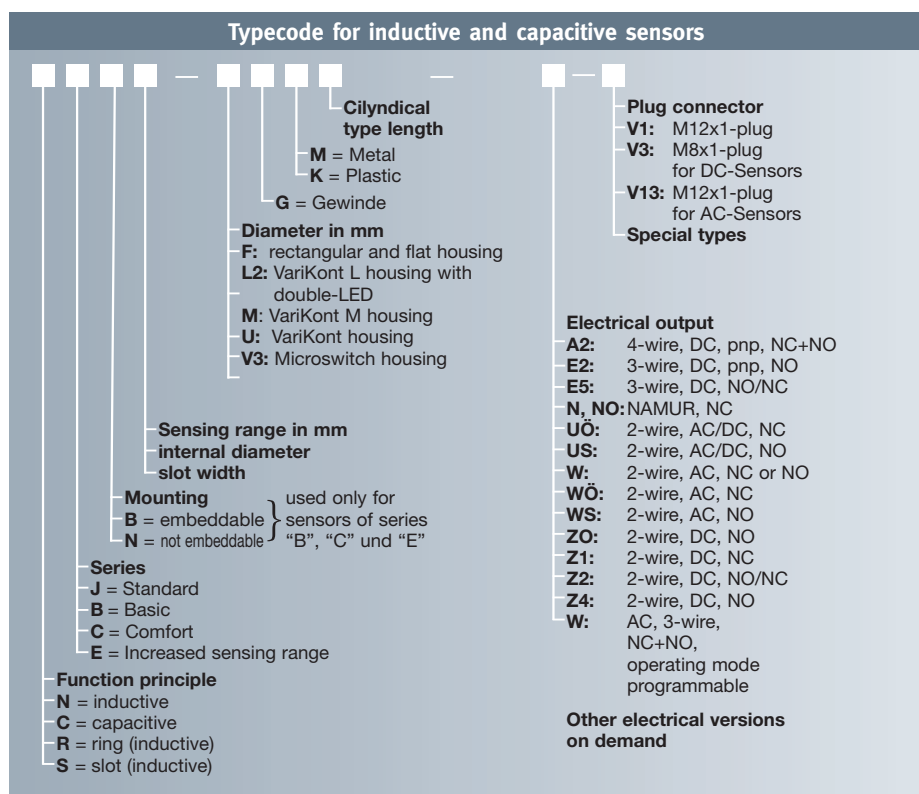 Typecode for inductive and capacitive sensors
Cilyndical
type length
M = Metal
K = Plastic
G = Gewinde
Diameter in mm
F: rectangular and flat housing
L2: VariKont L housing with
double-LED
M: VariKont M housing
U: VariKont housing
V3: Microswitch housing
Sensing range in mm
internal diameter
slot width
Mounting
B = embeddable
N = not embeddable
used only for
sensors of series
“B”, “C” und “E”
Series
J = Standard
B = Basic
C = Comfort
E = Increased sensing range
Function principle
N = inductive
C = capacitive
R = ring (inductive)
S = slot (inductive)
Plug connector
V1: M12x1-plug
V3: M8x1-plug
for DC-Sensors
V13: M12x1-plug
for AC-Sensors
Special types
Electrical output
A2: 4-wire, DC, pnp, NC+NO
E2: 3-wire, DC, pnp, NO
E5: 3-wire, DC, NO/NC
N, NO: NAMUR, NC
UÖ: 2-wire, AC/DC, NC
US: 2-wire, AC/DC, NO
W: 2-wire, AC, NC or NO
WÖ: 2-wire, AC, NC
WS: 2-wire, AC, NO
ZO: 2-wire, DC, NO
Z1: 2-wire, DC, NC
Z2: 2-wire, DC, NO/NC
Z4: 2-wire, DC, NO
W: AC, 3-wire,
NC+NO,
operating mode
programmable
Other electrical versions
on demand